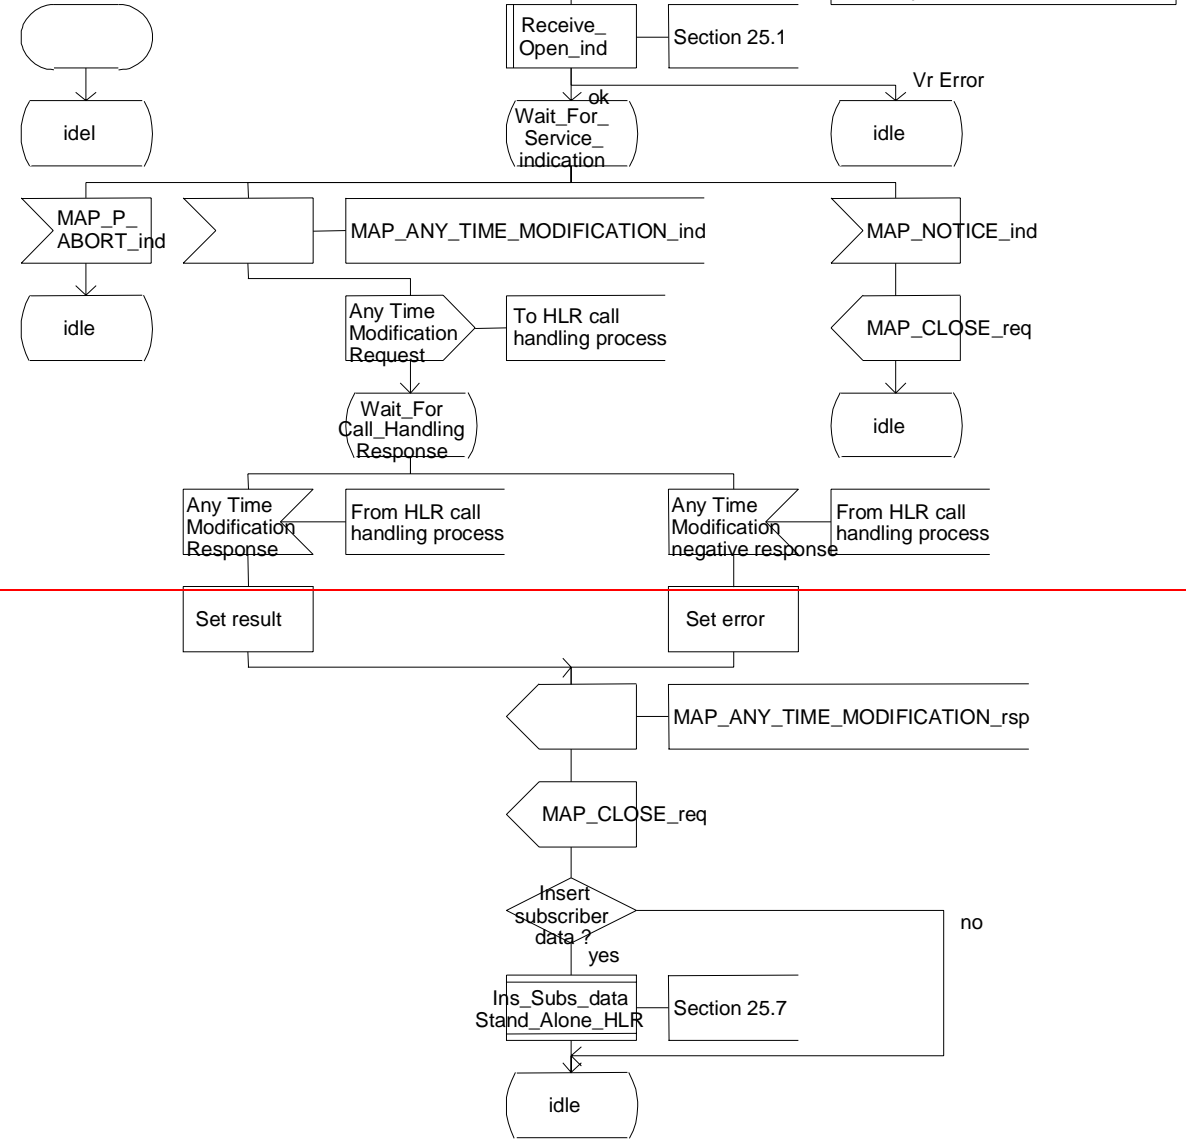 Receive_
Open_ind
Section 25.1
Vr Error
ok
idel
Wait_For_
Service_
indication
idle
MAP_P_
ABORT_ind
MAP_ANY_TIME_MODIFICATION_ind
MAP_NOTICE_ind
idle
Any Time
Modification
Request
To HLR call
handling process
MAP_CLOSE_req
Wait_For
Call_Handling
Response
idle
Any Time
Modification
Response
From HLR call
handling process
Any Time
Modification
negative response
From HLR call
handling process
Set result
Set error
MAP_ANY_TIME_MODIFICATION_rsp
MAP_CLOSE_req
Insert
subscriber
data ?
no
yes
Ins_Subs_data
Stand_Alone_HLR
Section 25.7
idle